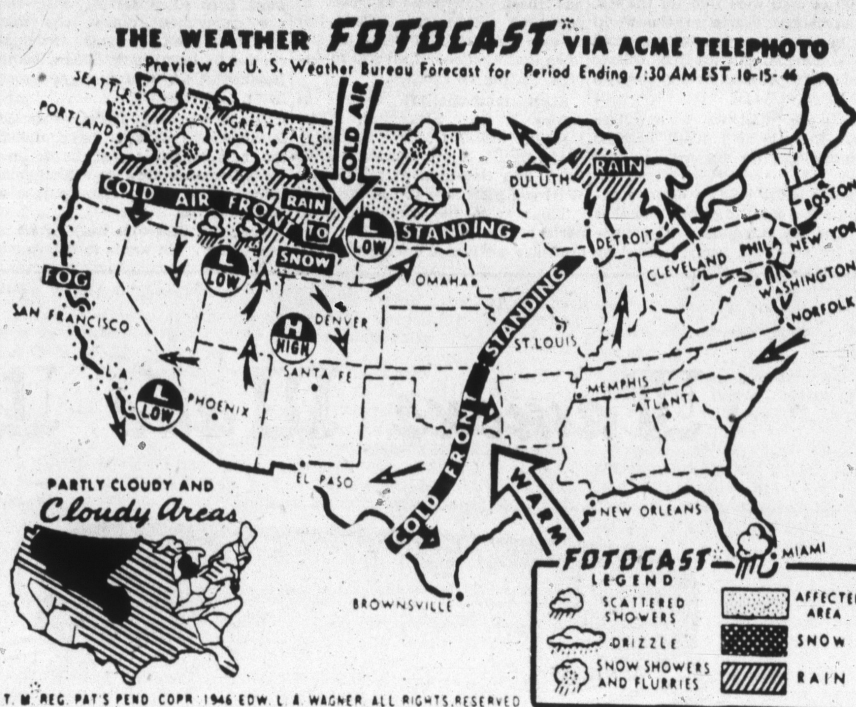 THE WEATHER FOTOCAST VIA ACME TELEPHOTO
Preview of U. S. Weather Bureau Forecast for Period Ending 7:30 AM EST. 10-15-46
SEATTLE
PORTLAND
GREAT FALLS
COLD AIR
DULUTH
RAIN
BOSTON
COLD AIR FRONT
RAIN
TO
SNOW
L
LOW
STANDING
DETROIT
CLEVELAND
PHILA
NEW YORK
WASHINGTON
NORFOLK
FOG
SAN FRANCISCO
L
LOW
OMAHA
DENVER
H
HIGH
SANTA FE
STANDING
ST. LOUIS
L.A.
L
LOW
PHOENIX
MEMPHIS
ATLANTA
EL PASO
COLD FRONT
WARM
NEW ORLEANS
MIAMI
BROWNSVILLE
PARTLY CLOUDY AND
Cloudy Areas
FOTOCAST
LEGEND
SCATTERED
SHOWERS
DRIZZLE
SNOW SHOWERS
AND FLURRIES
AFFECTED
AREA
SNOW
RAIN
T. M. REG. PAT'S PEND COPR. 1946 EDW. L. A. WAGNER. ALL RIGHTS RESERVED